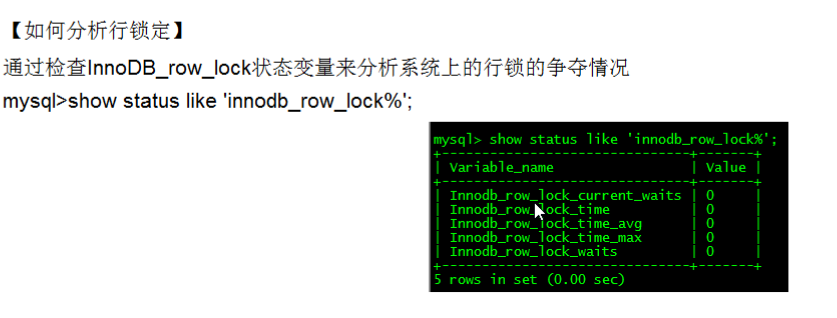 【如何分析行锁定】
通过检查InnoDB_row_lock状态变量来分析系统上的行锁的争夺情况
mysql>show status like 'innodb_row_lock%';
mysql> show status like 'innodb_row_lock%';
+-------------------------------+-------+
| Variable_name                 | Value |
+-------------------------------+-------+
| Innodb_row_lock_current_waits | 0     |
| Innodb_row_lock_time          | 0     |
| Innodb_row_lock_time_avg      | 0     |
| Innodb_row_lock_time_max      | 0     |
| Innodb_row_lock_waits         | 0     |
+-------------------------------+-------+
5 rows in set (0.00 sec)